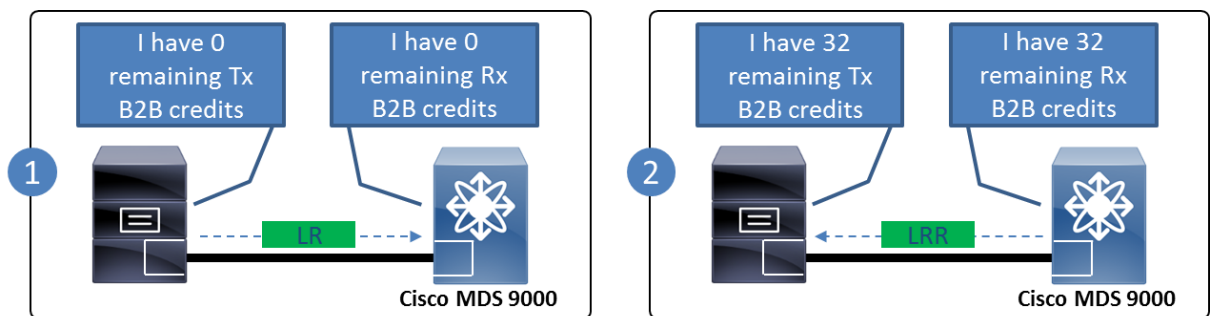 I have 0
remaining Tx
B2B credits
I have 0
remaining Rx
B2B credits
1
LR
Cisco MDS 9000
I have 32
remaining Tx
B2B credits
I have 32
remaining Rx
B2B credits
2
LRR
Cisco MDS 9000